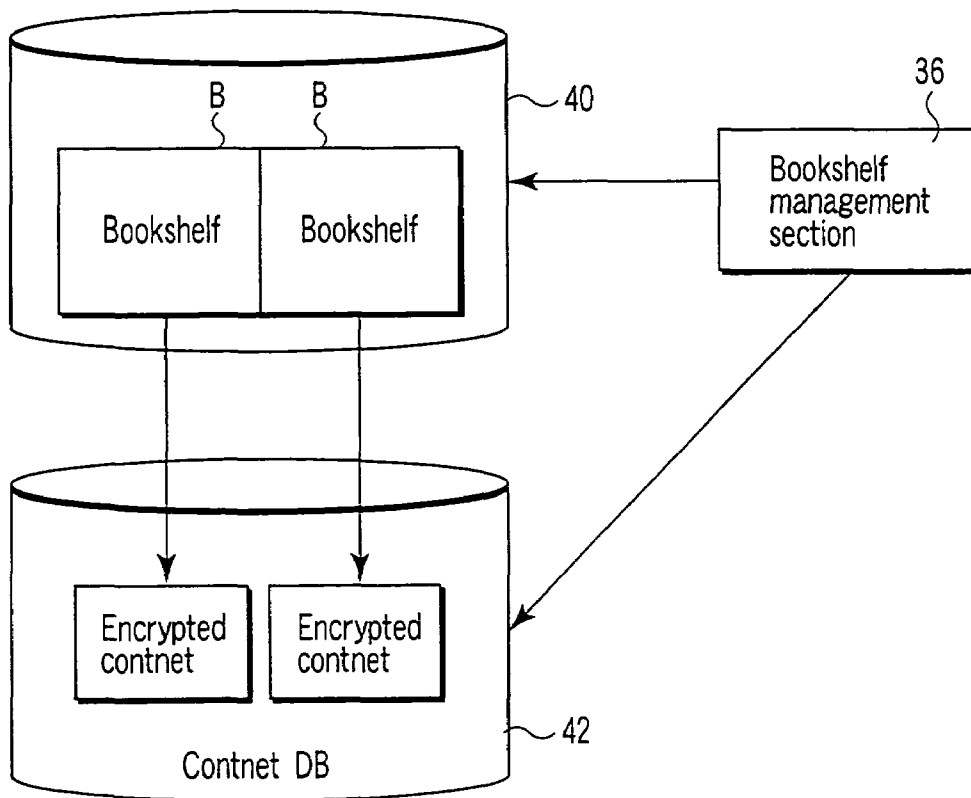 B
B
40
36
Bookshelf
Bookshelf
Bookshelf
management
section
Encrypted
contnet
Encrypted
contnet
42
Contnet DB